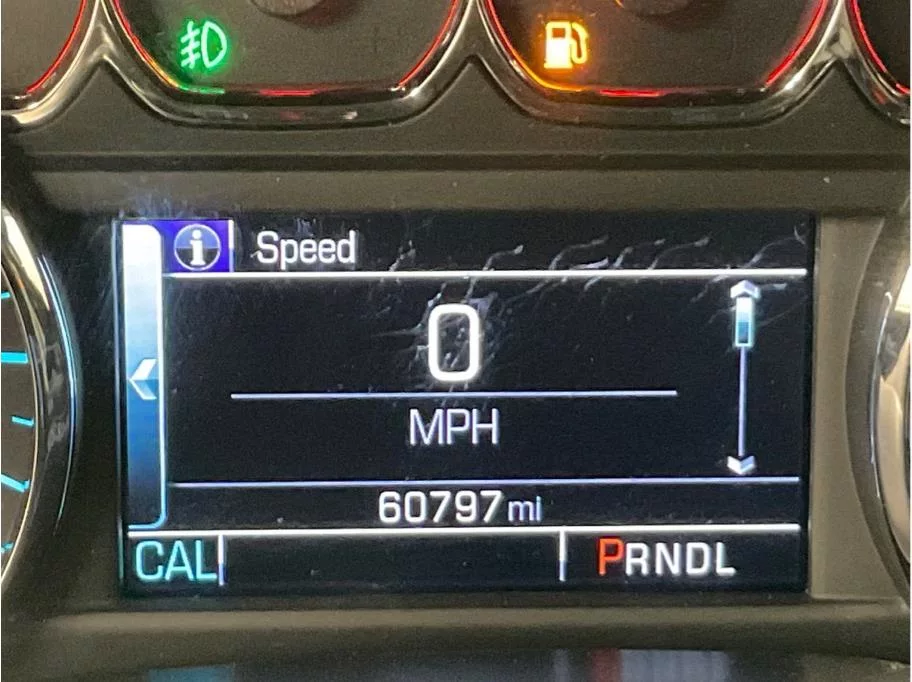 Speed
0
MPH
60797 mi
CAL
PRNDL